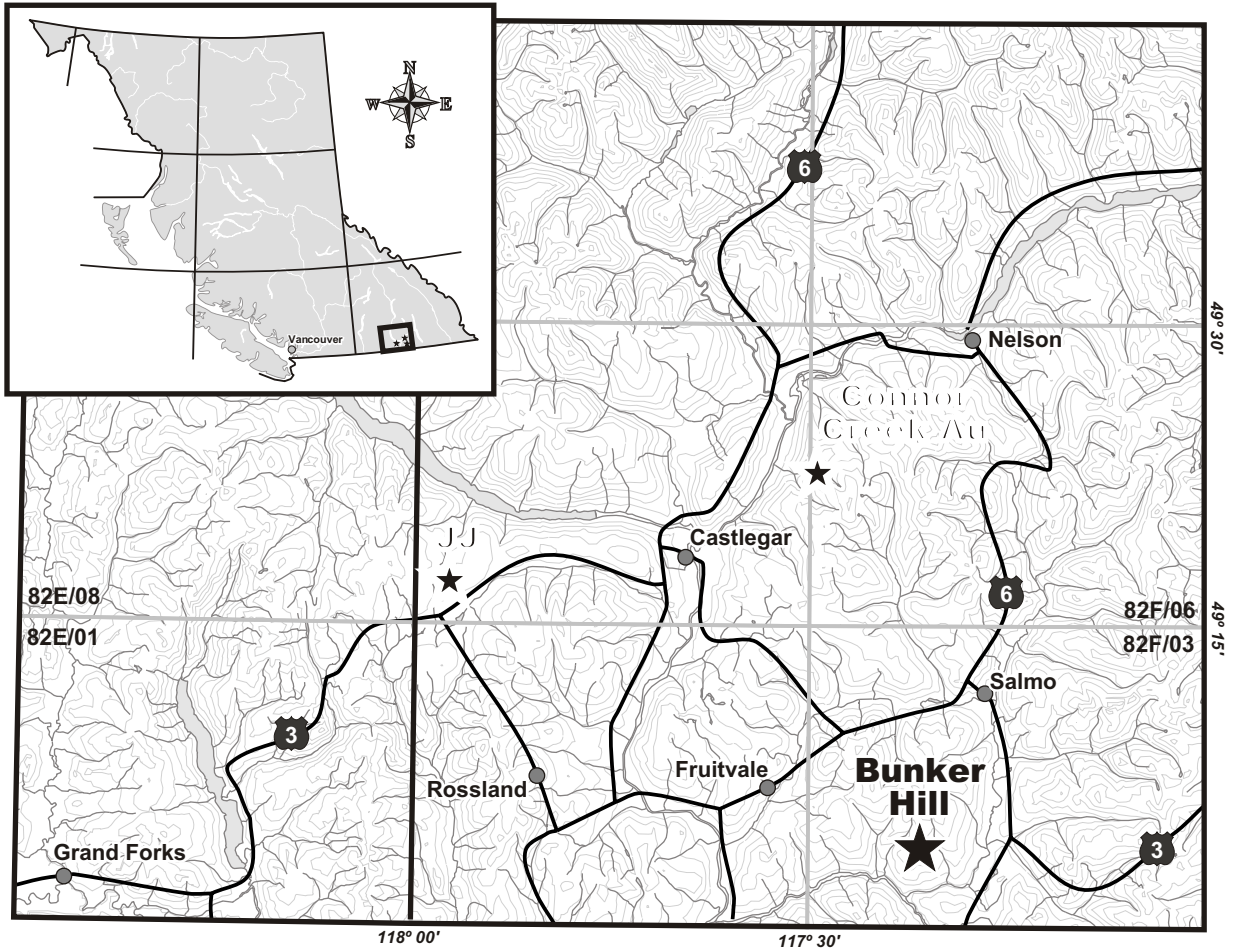 N
W E
S
Vancouver
6
49° 30'
Nelson
Connor
Creek Au
Castlegar
JJ
82E/08
6
82F/06
82E/01
82F/03
49° 15'
Salmo
3
Fruitvale
Bunker
Hill
Rossland
Grand Forks
3
118° 00'
117° 30'